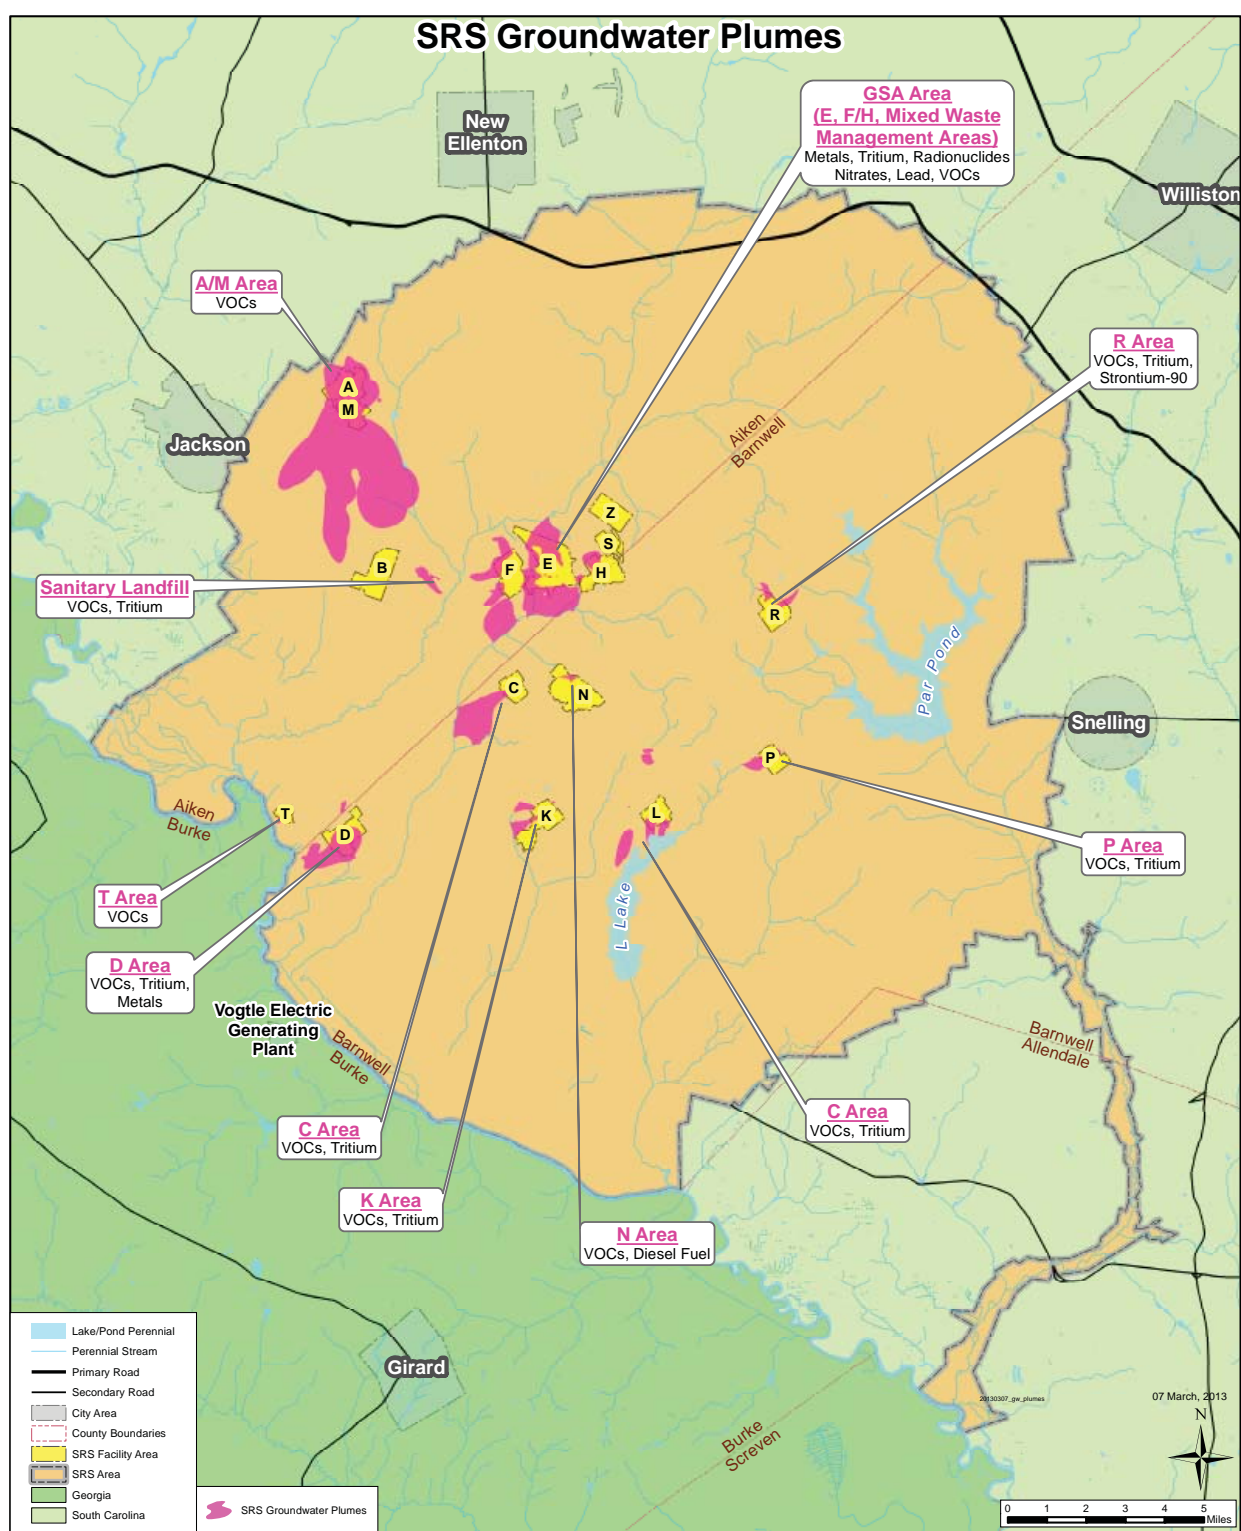 SRS Groundwater Plumes
GSA Area
(E, F/H, Mixed Waste
Management Areas)
Metals, Tritium, Radionuclides
Nitrates, Lead, VOCs
New
Ellenton
Williston
A/M Area
VOCs
R Area
VOCs, Tritium,
Strontium-90
A
M
Jackson
Aiken
Barnwell
Z
S
E
F
H
B
Sanitary Landfill
VOCs, Tritium
R
Par Pond
C
N
Snelling
P
Aiken
Burke
T
D
K
L
P Area
VOCs, Tritium
T Area
VOCs
L Lake
D Area
VOCs, Tritium,
Metals
Vogtle Electric
Generating
Plant
Barnwell
Burke
Barnwell
Allendale
C Area
VOCs, Tritium
C Area
VOCs, Tritium
K Area
VOCs, Tritium
N Area
VOCs, Diesel Fuel
Girard
Burke
Screven
Lake/Pond Perennial
Perennial Stream
Primary Road
Secondary Road
City Area
County Boundaries
SRS Facility Area
SRS Area
Georgia
South Carolina
SRS Groundwater Plumes
20130307_gw_plumes
07 March, 2013
N
0 1 2 3 4 5
Miles